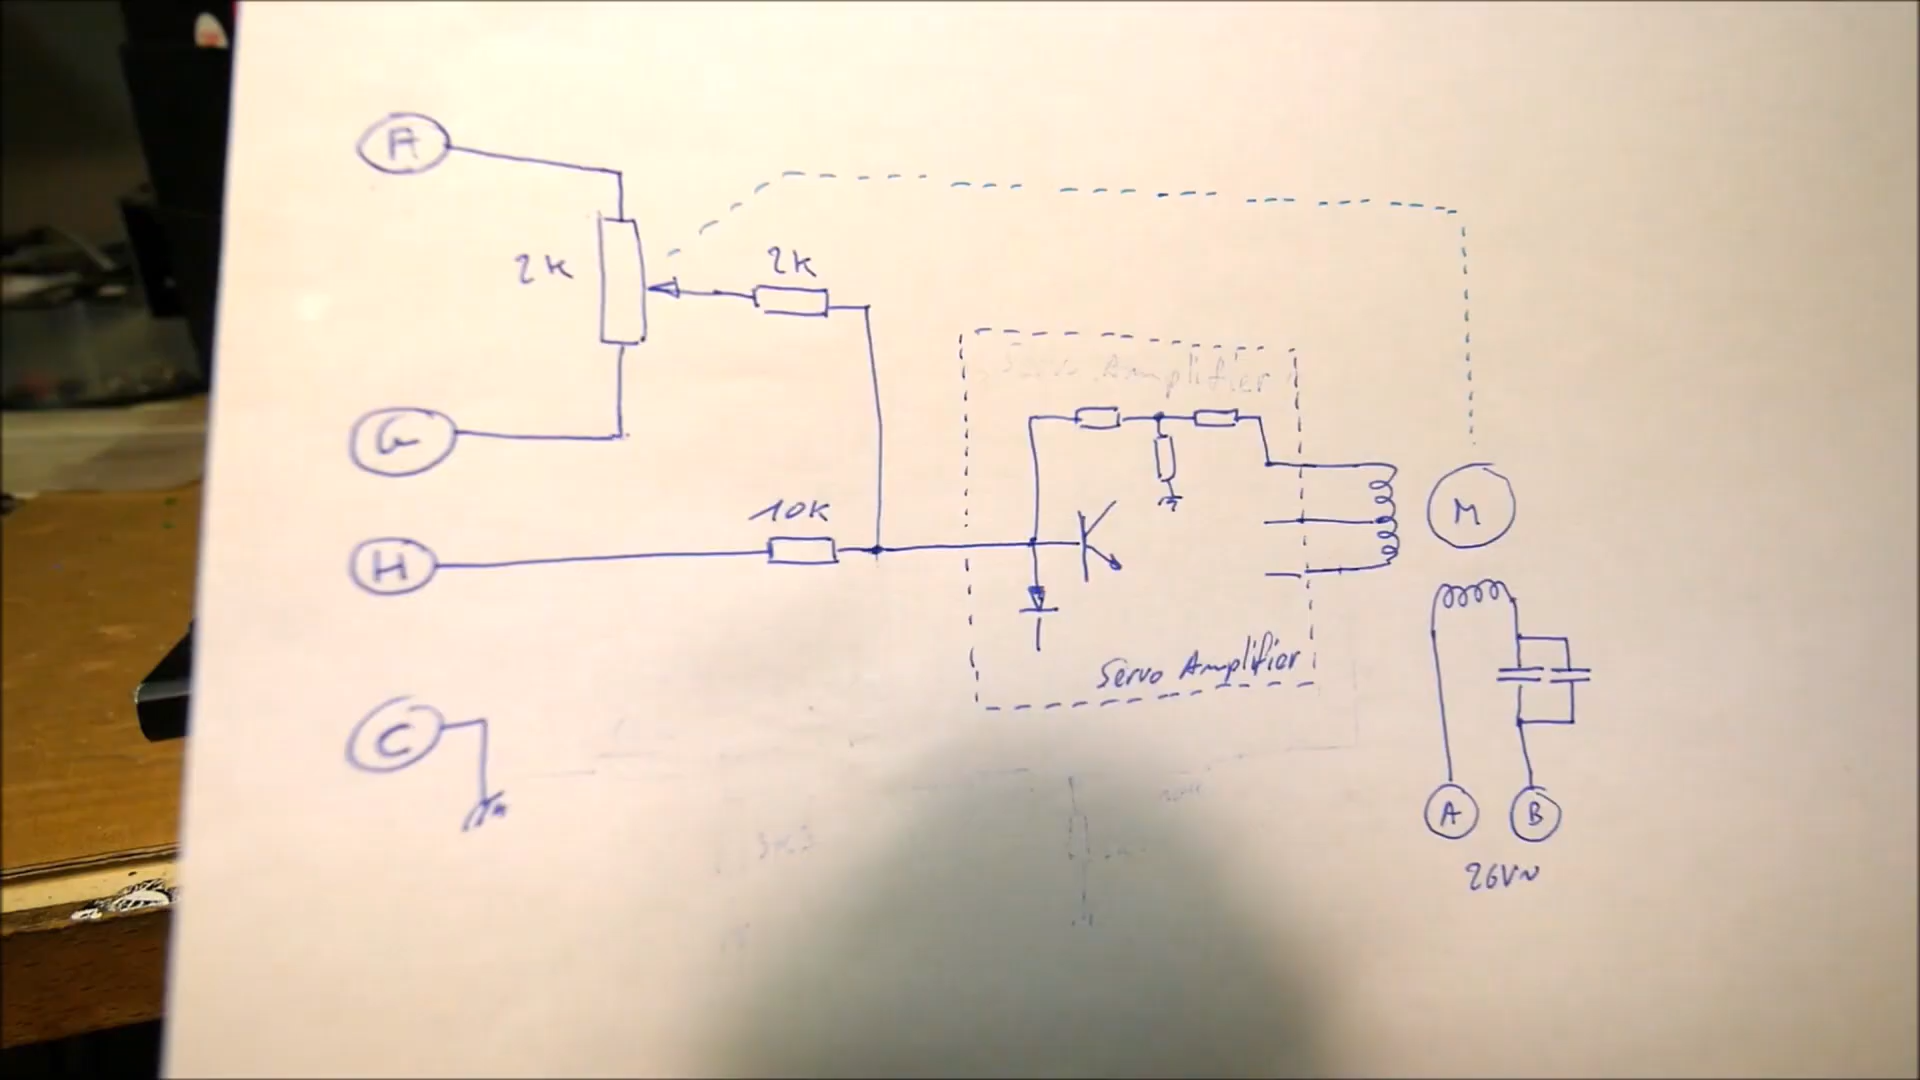 A
2K
2K
G
10K
H
Servo Amplifier
M
Servo Amplifier
C
A
B
26V~